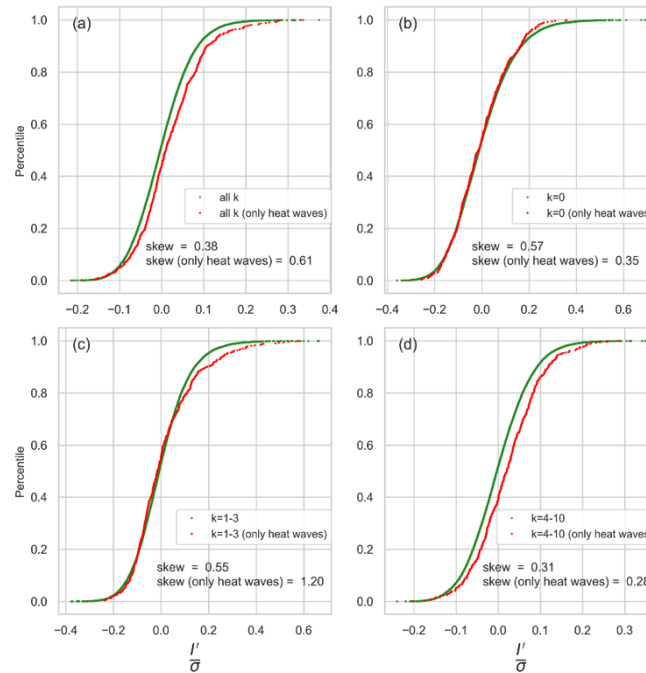 (a)
1.0
0.8
0.6
0.4
0.2
0.0
Percentile
all k
all k (only heat waves)
skew = 0.38
skew (only heat waves) = 0.61
−0.2 −0.1 0.0 0.1 0.2 0.3 0.4
(b)
1.0
0.8
0.6
0.4
0.2
0.0
k=0
k=0 (only heat waves)
skew = 0.57
skew (only heat waves) = 0.35
−0.4 −0.2 0.0 0.2 0.4 0.6
(c)
1.0
0.8
0.6
0.4
0.2
0.0
Percentile
k=1-3
k=1-3 (only heat waves)
skew = 0.55
skew (only heat waves) = 1.20
−0.4 −0.2 0.0 0.2 0.4 0.6
I′
σ
(d)
1.0
0.8
0.6
0.4
0.2
0.0
k=4-10
k=4-10 (only heat waves
skew = 0.31
skew (only heat waves) = 0.28
−0.2 −0.1 0.0 0.1 0.2 0.3
I′
σ